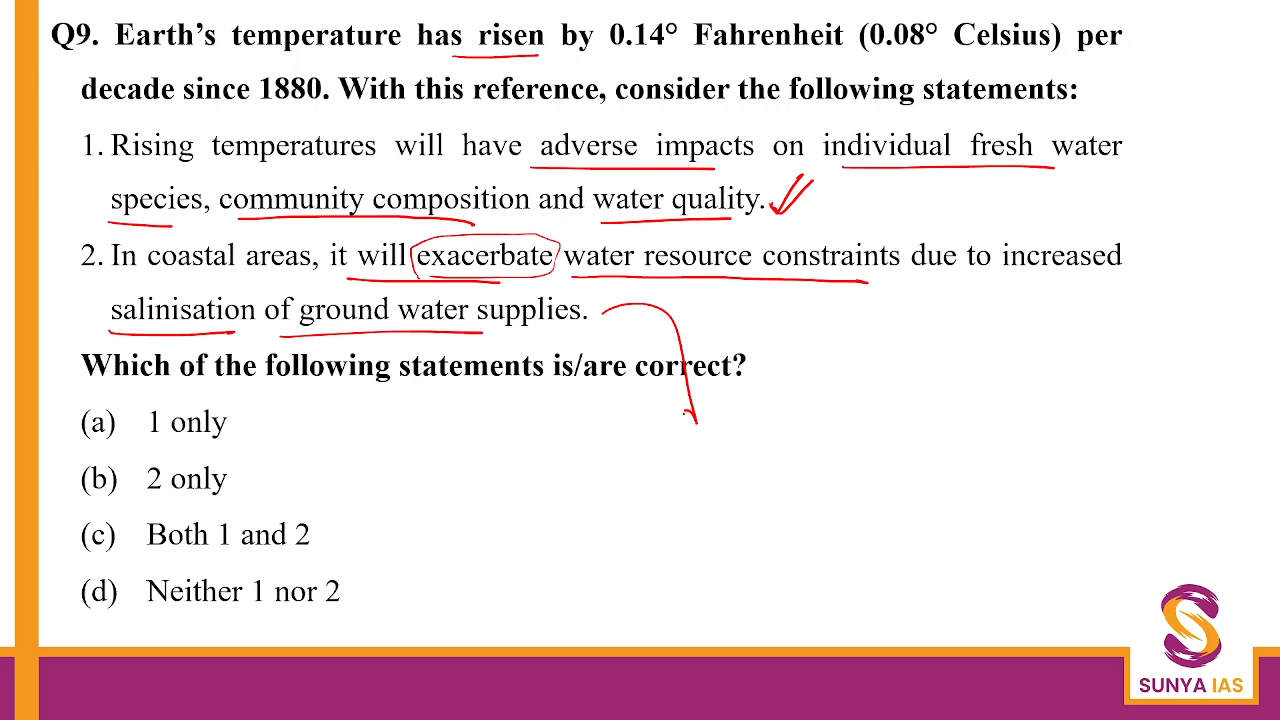 Q9. Earth's temperature has risen by 0.14° Fahrenheit (0.08° Celsius) per
decade since 1880. With this reference, consider the following statements:
1. Rising temperatures will have adverse impacts on individual fresh water
species, community composition and water quality.
2. In coastal areas, it will exacerbate water resource constraints due to increased
salinisation of ground water supplies.
Which of the following statements is/are correct?
(a) 1 only
(b) 2 only
(c) Both 1 and 2
(d) Neither 1 nor 2
SUNYA IAS